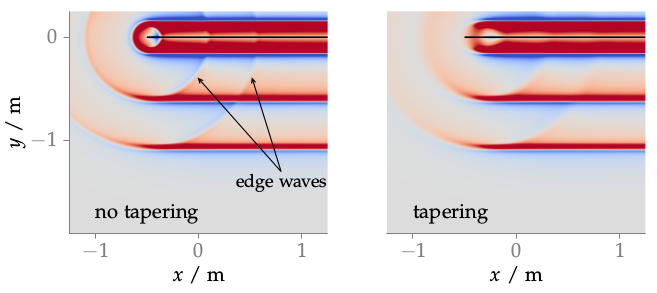 0
−1
y / m
edge waves
no tapering
tapering
−1 0 1
−1 0 1
x / m
x / m